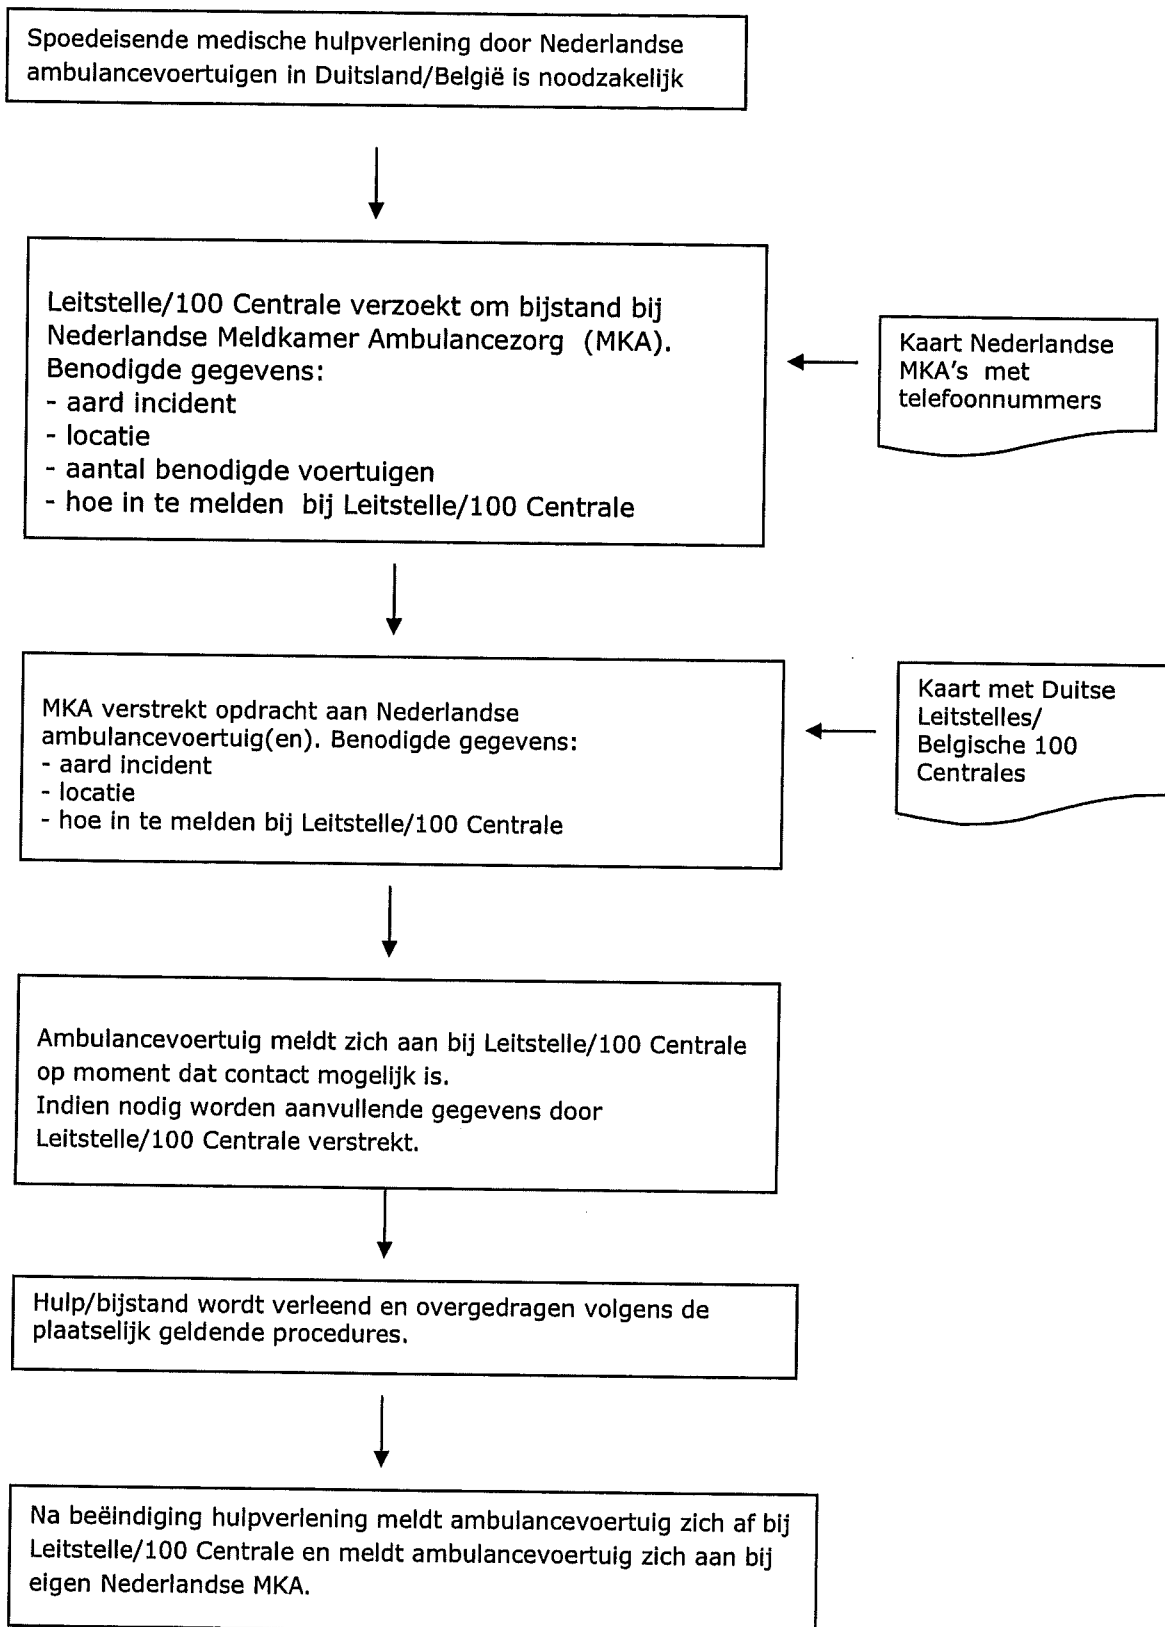 Spoedeisende medische hulpverlening door Nederlandse
ambulancevoertuigen in Duitsland/België is noodzakelijk
Leitstelle/100 Centrale verzoekt om bijstand bij
Nederlandse Meldkamer Ambulancezorg (MKA).
Benodigde gegevens:
- aard incident
- locatie
- aantal benodigde voertuigen
- hoe in te melden bij Leitstelle/100 Centrale
Kaart Nederlandse
MKA's met
telefoonnummers
MKA verstrekt opdracht aan Nederlandse
ambulancevoertuig(en). Benodigde gegevens:
- aard incident
- locatie
- hoe in te melden bij Leitstelle/100 Centrale
Kaart met Duitse
Leitstelles/
Belgische 100
Centrales
Ambulancevoertuig meldt zich aan bij Leitstelle/100 Centrale
op moment dat contact mogelijk is.
Indien nodig worden aanvullende gegevens door
Leitstelle/100 Centrale verstrekt.
Hulp/bijstand wordt verleend en overgedragen volgens de
plaatselijk geldende procedures.
Na beëindiging hulpverlening meldt ambulancevoertuig zich af bij
Leitstelle/100 Centrale en meldt ambulancevoertuig zich aan bij
eigen Nederlandse MKA.